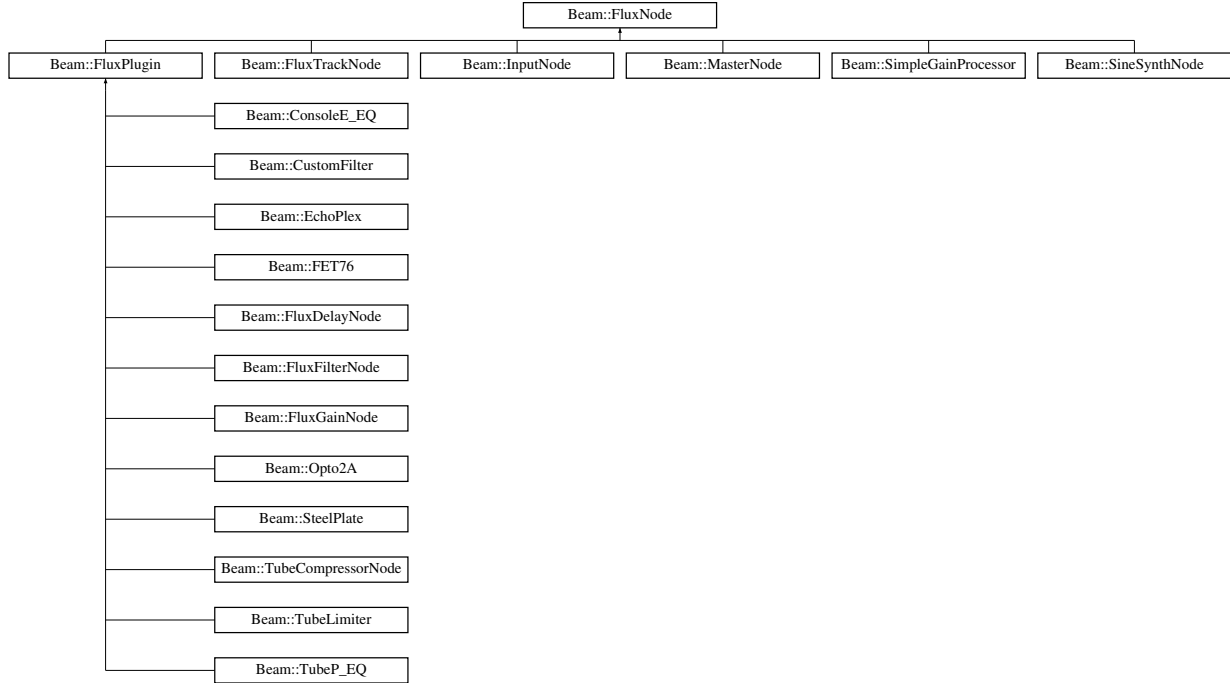 Beam::FluxNode
Beam::FluxPlugin
Beam::FluxTrackNode
Beam::InputNode
Beam::MasterNode
Beam::SimpleGainProcessor
Beam::SineSynthNode
Beam::ConsoleE_EQ
Beam::CustomFilter
Beam::EchoPlex
Beam::FET76
Beam::FluxDelayNode
Beam::FluxFilterNode
Beam::FluxGainNode
Beam::Opto2A
Beam::SteelPlate
Beam::TubeCompressorNode
Beam::TubeLimiter
Beam::TubeP_EQ